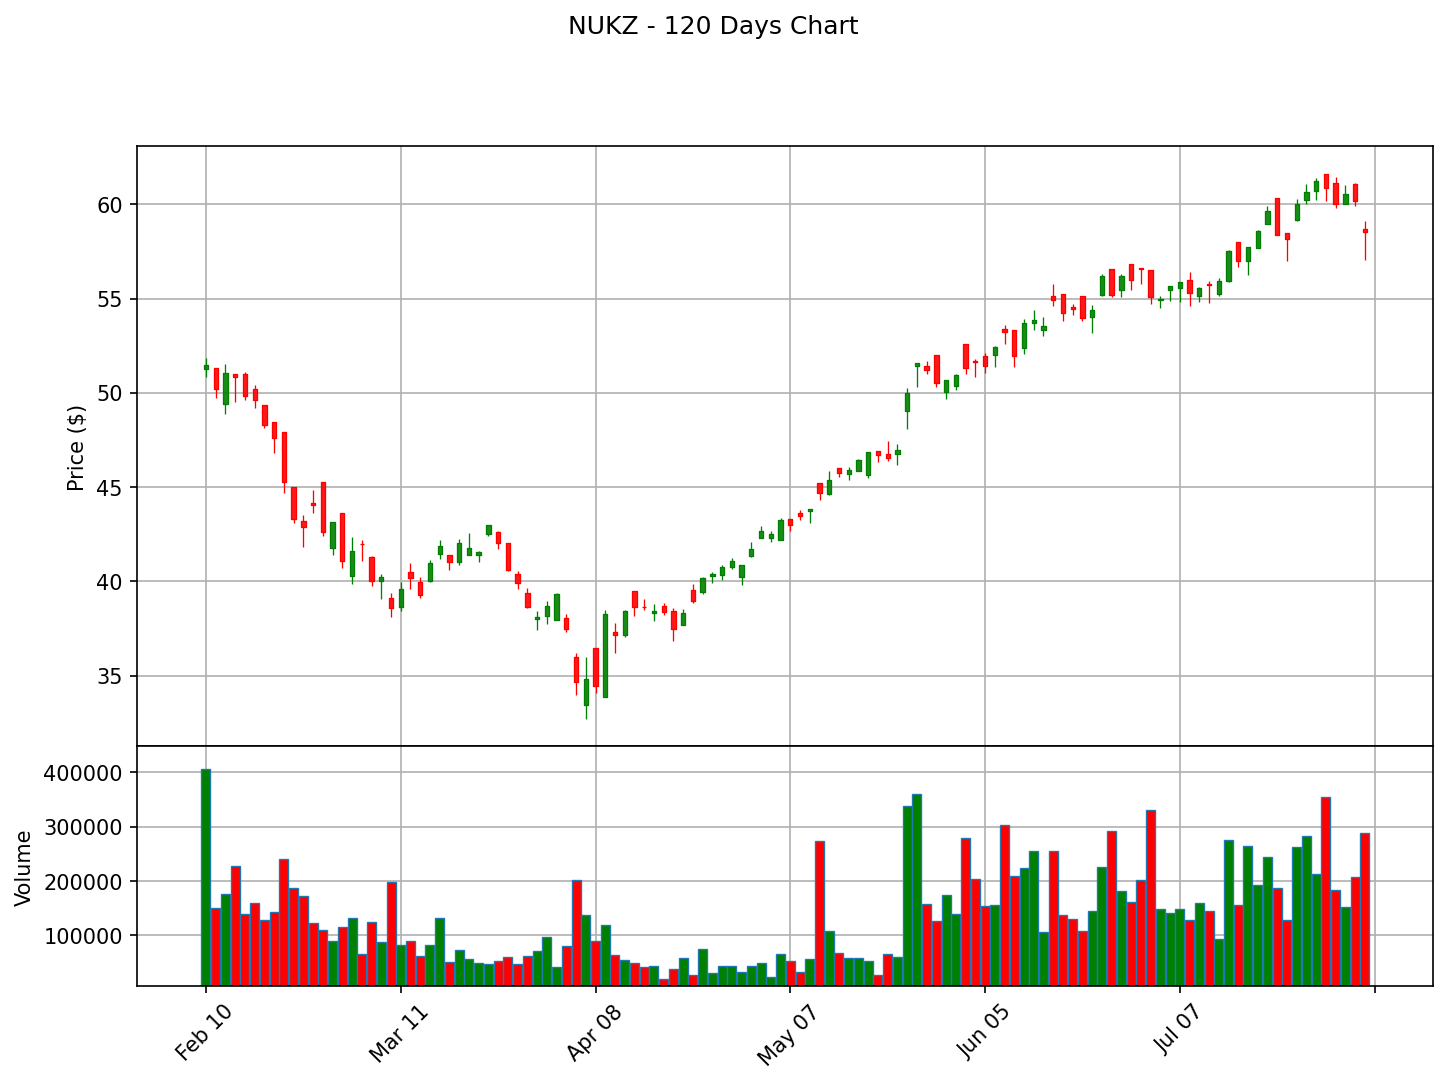 NUKZ - 120 Days Chart
Price ($)
60
55
50
45
40
35
Volume
400000
300000
200000
100000
Feb 10
Mar 11
Apr 08
May 07
Jun 05
Jul 07